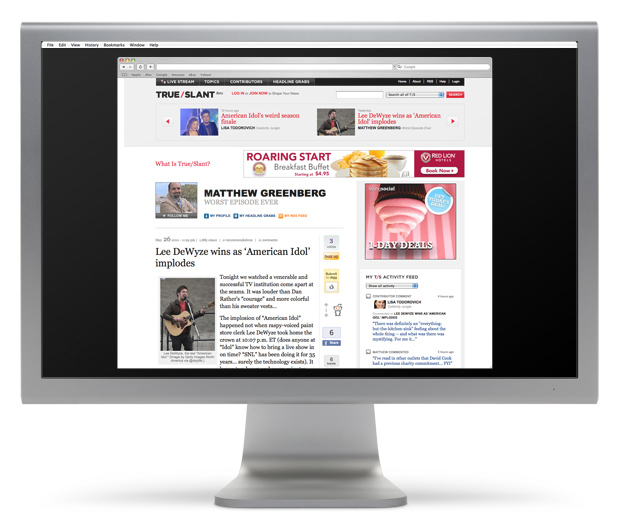 File Edit View History Bookmarks Window Help
LIVE STREAM TOPICS CONTRIBUTORS HEADLINE GRABS Home About RSS Help Login
TRUE/SLANT LOG IN or JOIN NOW to Shape Your News Search all of T/S SEARCH
American Idol's weird season
finale
LISA TODOROVICH
Lee DeWyze wins as 'American
Idol' implodes
MATTHEW GREENBERG
What Is True/Slant?
ROARING START
Breakfast Buffet
Starting at $4.95
RED LION
HOTELS
Book Now
MATTHEW GREENBERG
WORST EPISODE EVER
FOLLOW ME
MY PROFILE MY HEADLINE GRABS MY RSS FEED
social
1-DAY DEALS
Lee DeWyze wins as 'American Idol'
implodes
3
Tonight we watched a venerable and
successful TV institution come apart at
the seams. It was louder than Dan
Rather's "courage" and more colorful
than his sweater vests...
The implosion of "American Idol"
happened not when raspy-voiced paint
store clerk Lee DeWyze took home the
crown at 10:07 p.m. ET (does anyone at
"Idol" know how to bring a live show in
on time? "SNL" has been doing it for 35
years... surely the technology exists). It
6
Share
8
MY T/S ACTIVITY FEED
Show all activity
CONTRIBUTOR COMMENT
LISA TODOROVICH
LEE DEWYZE WINS AS 'AMERICAN
IDOL' IMPLODES
"There was definitely an "everything-
but the kitchen sink" feeling about the
whole thing – and what was there was
mystifying. For me it..."
MATTHEW COMMENTED
"I've read in other outlets that David Cook
had a previous charity commitment... FYI"